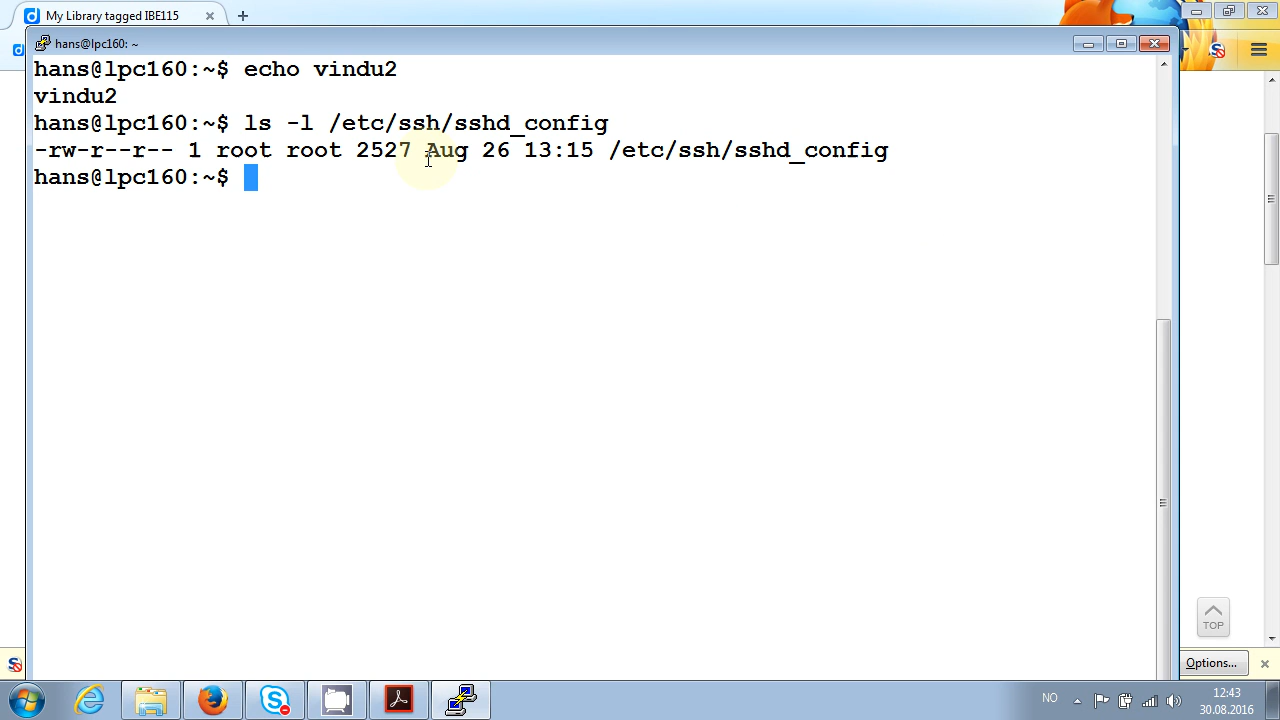 My Library tagged IBE115
hans@lpc160: ~
hans@lpc160:~$ echo vindu2
vindu2
hans@lpc160:~$ ls -l /etc/ssh/sshd_config
-rw-r--r-- 1 root root 2527 Aug 26 13:15 /etc/ssh/sshd_config
hans@lpc160:~$
TOP
Options...
NO
12:43
30.08.2016